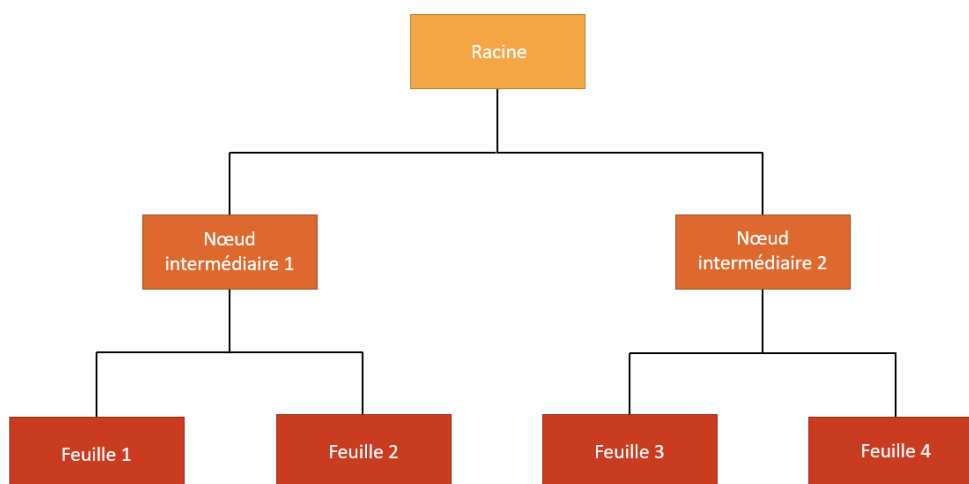 Racine
Nœud
intermédiaire 1
Nœud
intermédiaire 2
Feuille 1
Feuille 2
Feuille 3
Feuille 4